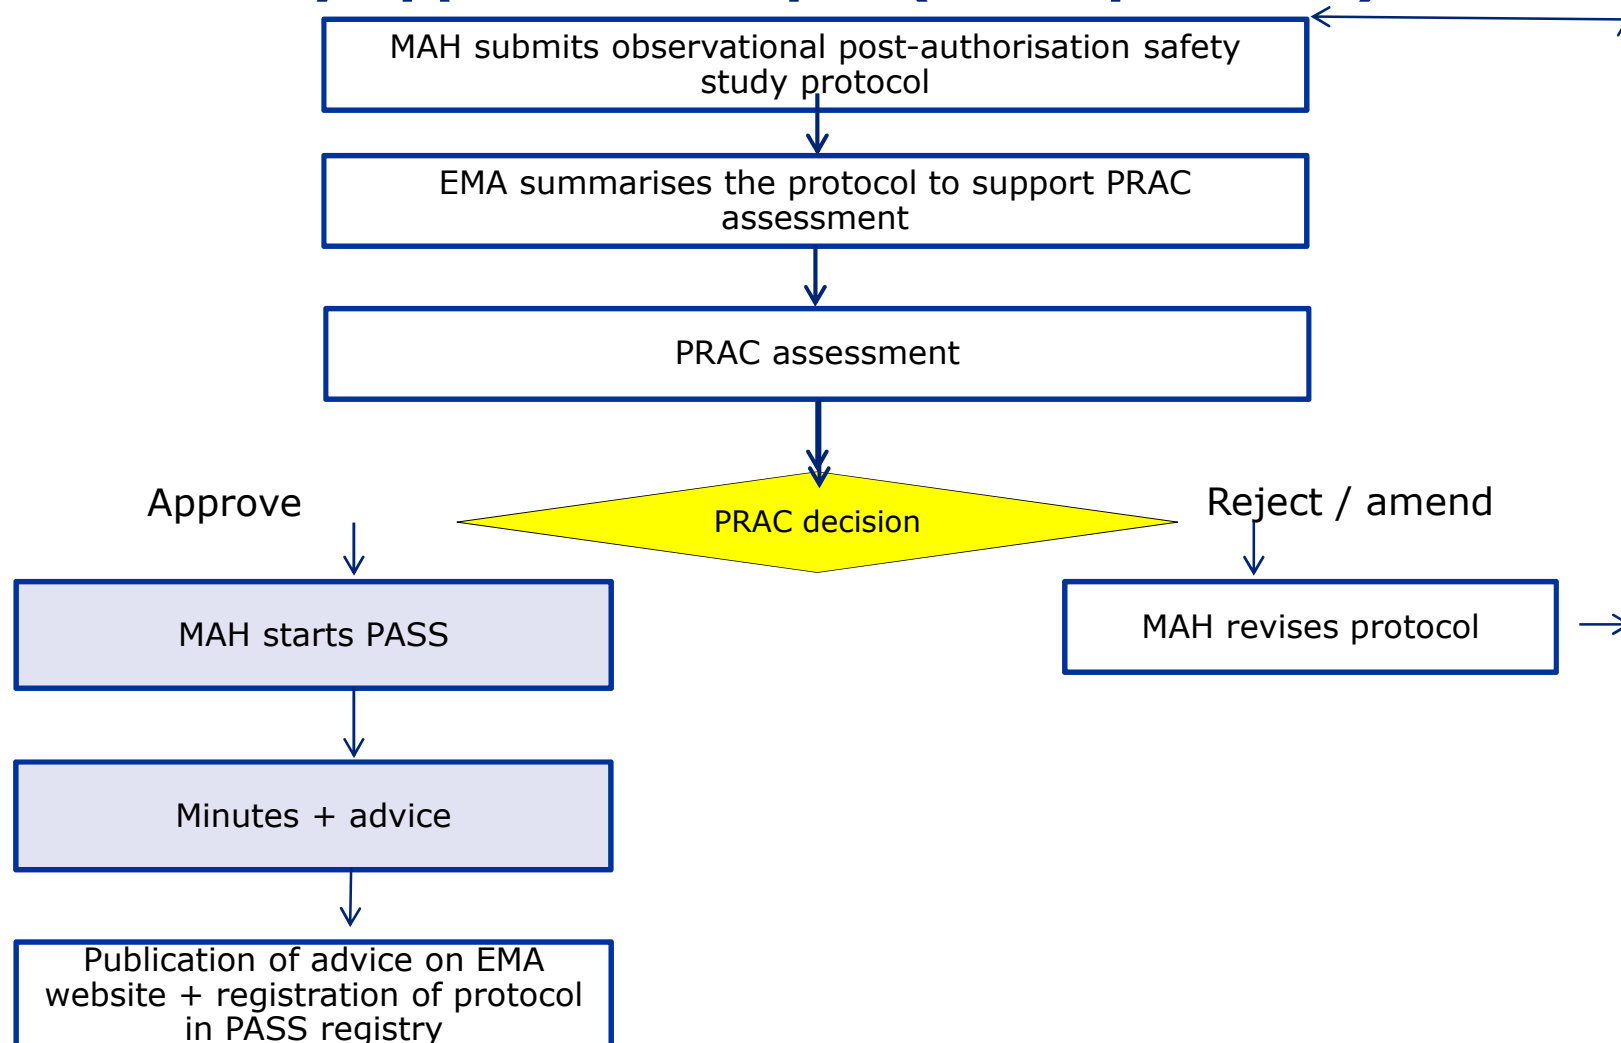 MAH submits observational post-authorisation safety
study protocol
EMA summarises the protocol to support PRAC
assessment
PRAC assessment
Approve
PRAC decision
Reject / amend
MAH starts PASS
MAH revises protocol
Minutes + advice
Publication of advice on EMA
website + registration of protocol
in PASS registry